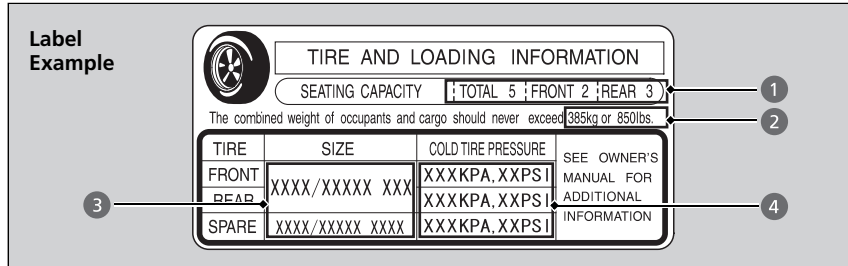 Label
Example
TIRE AND LOADING INFORMATION
SEATING CAPACITY TOTAL 5 FRONT 2 REAR 3
1
The combined weight of occupants and cargo should never exceed 385kg or 850lbs.
2
TIRE SIZE COLD TIRE PRESSURE
SEE OWNER'S
MANUAL FOR
ADDITIONAL
INFORMATION
FRONT XXXX/XXXXX XXX XXXKPA,XXPSI
REAR XXXKPA,XXPSI
SPARE XXXX/XXXXX XXX XXXKPA,XXPSI
3
4